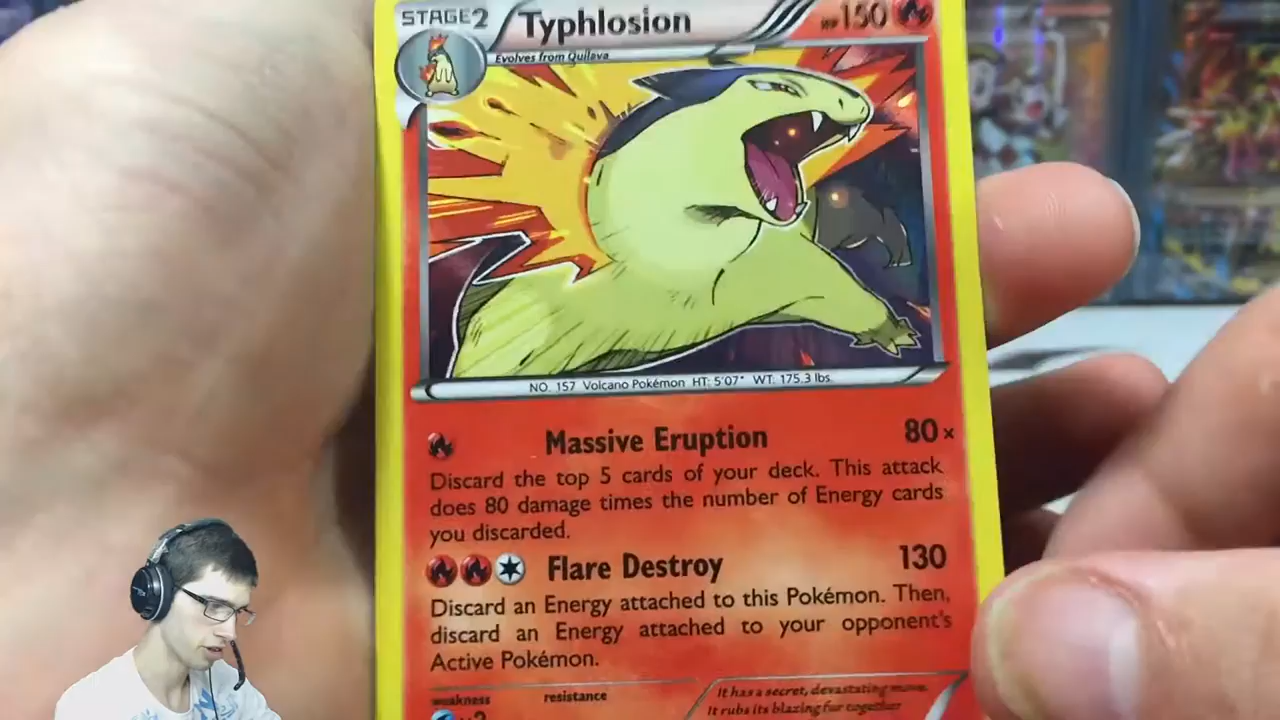 STAGE2 Typhlosion HP150
Evolves from Quilava
NO. 157 Volcano Pokémon HT: 5'07" WT: 175.3 lbs.
Massive Eruption 80×
Discard the top 5 cards of your deck. This attack
does 80 damage times the number of Energy cards
you discarded.
Flare Destroy 130
Discard an Energy attached to this Pokémon. Then,
discard an Energy attached to your opponent's
Active Pokémon.
weakness resistance
×2
It has a secret, devastating move.
It rubs its blazing fur together